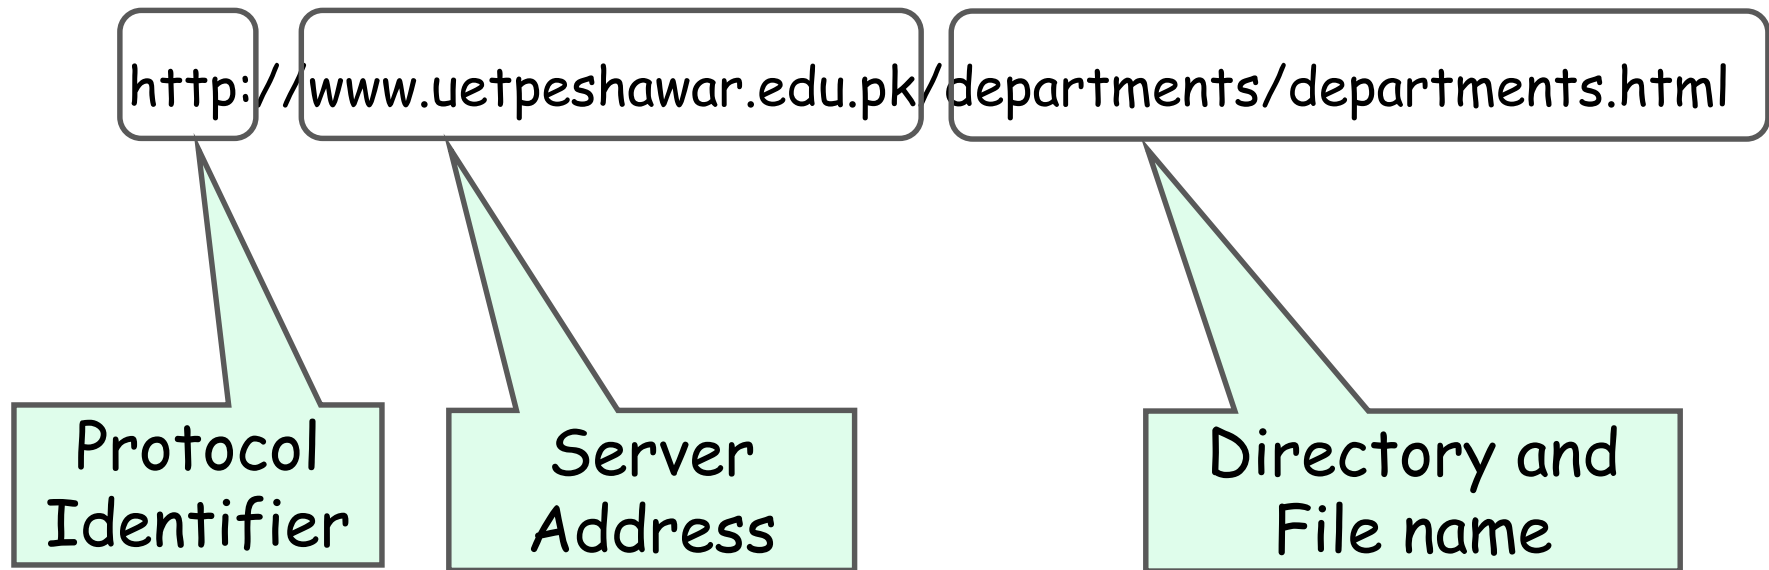 http://www.uetpeshawar.edu.pk/departments/departments.html
Protocol
Identifier
Server
Address
Directory and
File name